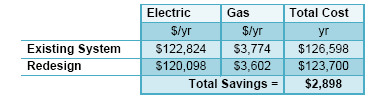 Electric Gas Total Cost
$/yr $/yr yr
Existing System $122,824 $3,774 $126,598
Redesign $120,098 $3,602 $123,700
Total Savings = $2,898